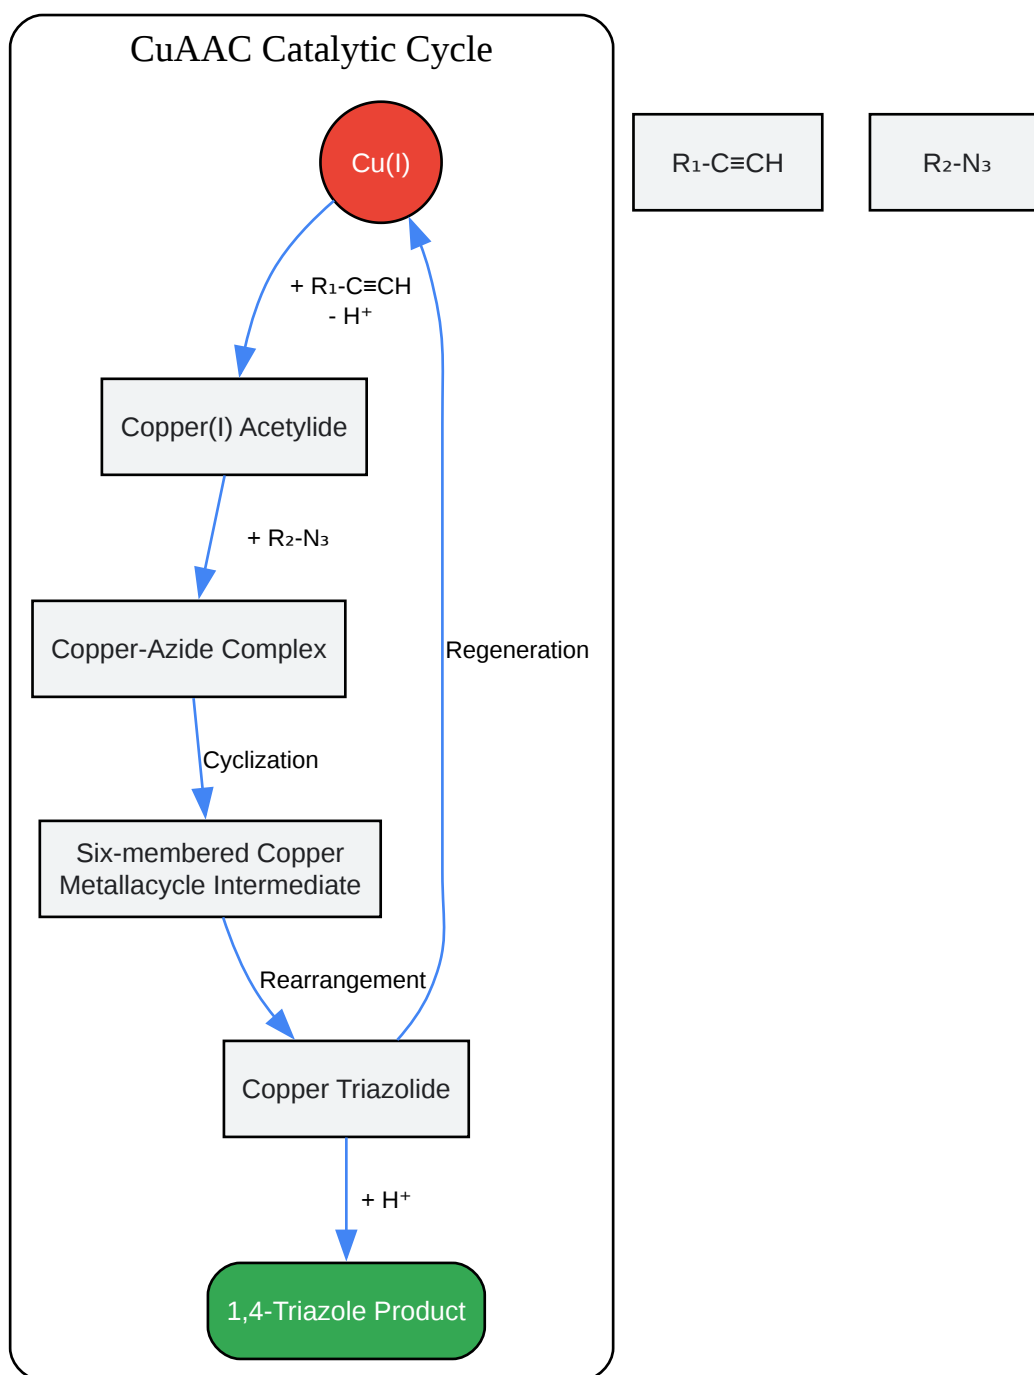 CuAAC Catalytic Cycle
Cu(I)
R₁-C≡CH
R₂-N₃
+ R₁-C≡CH
- H⁺
Copper(I) Acetylide
+ R₂-N₃
Copper-Azide Complex
Regeneration
Cyclization
Six-membered Copper
Metallacycle Intermediate
Rearrangement
Copper Triazolide
+ H⁺
1,4-Triazole Product